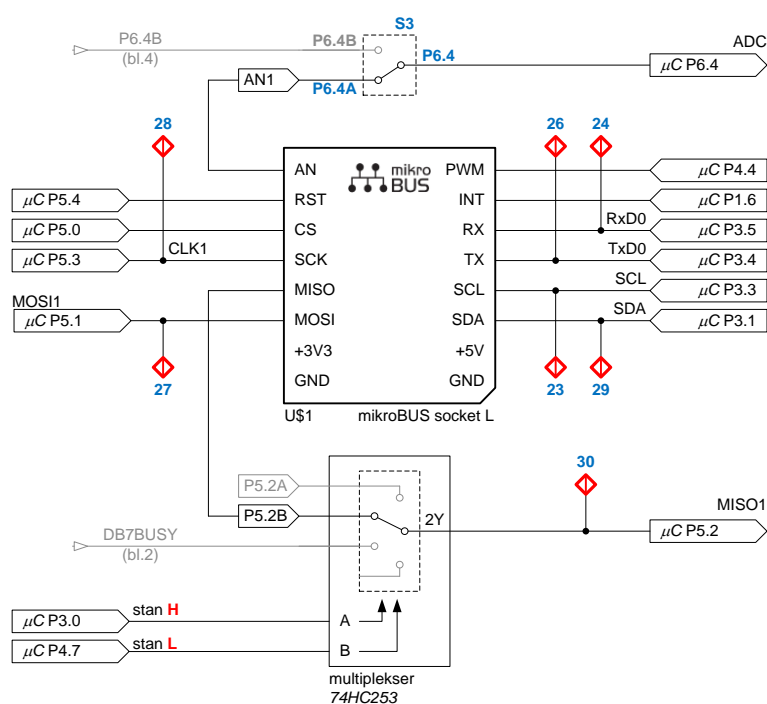 S3
P6.4B
P6.4B
(bl.4)
P6.4
ADC
µC P6.4
AN1
P6.4A
28
26
24
AN
mikro
BUS
PWM
µC P4.4
µC P5.4
RST
INT
µC P1.6
µC P5.0
CS
RX
RxD0
µC P3.5
µC P5.3
CLK1
SCK
TX
TxD0
µC P3.4
MISO
SCL
SCL
µC P3.3
MOSI1
µC P5.1
MOSI
SDA
SDA
µC P3.1
+3V3
+5V
GND
GND
27
23
29
U$1
mikroBUS socket L
30
P5.2A
P5.2B
2Y
MISO1
µC P5.2
DB7BUSY
(bl.2)
µC P3.0
stan H
A
µC P4.7
stan L
B
multiplekser
74HC253